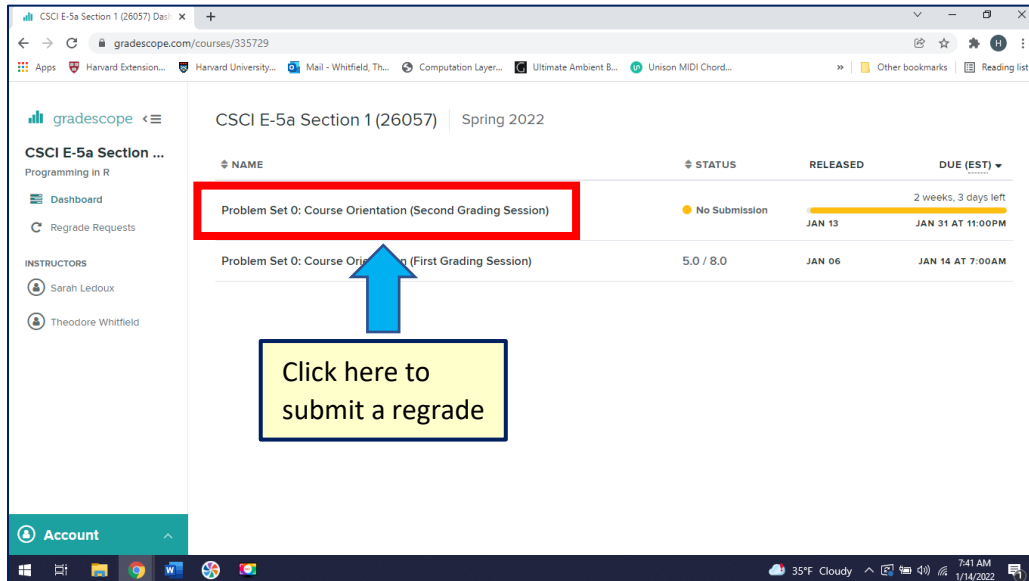 CSCI E-5a Section 1 (26057) Dash
gradescope.com/courses/335729
H
Apps Harvard Extension... Harvard University... Mail - Whitfield, Th... Computation Layer... Ultimate Ambient B... Unison MIDI Chord... » Other bookmarks Reading list
gradescope
CSCI E-5a Section 1 (26057) Spring 2022
CSCI E-5a Section ...
Programming in R
NAME STATUS RELEASED DUE (EST)
Dashboard
Regrade Requests
Problem Set 0: Course Orientation (Second Grading Session) No Submission 2 weeks, 3 days left
JAN 13 JAN 31 AT 11:00PM
INSTRUCTORS
Sarah Ledoux
Theodore Whitfield
Problem Set 0: Course Orie n (First Grading Session) 5.0 / 8.0 JAN 06 JAN 14 AT 7:00AM
Click here to
submit a regrade
Account
35°F Cloudy 7:41 AM
1/14/2022